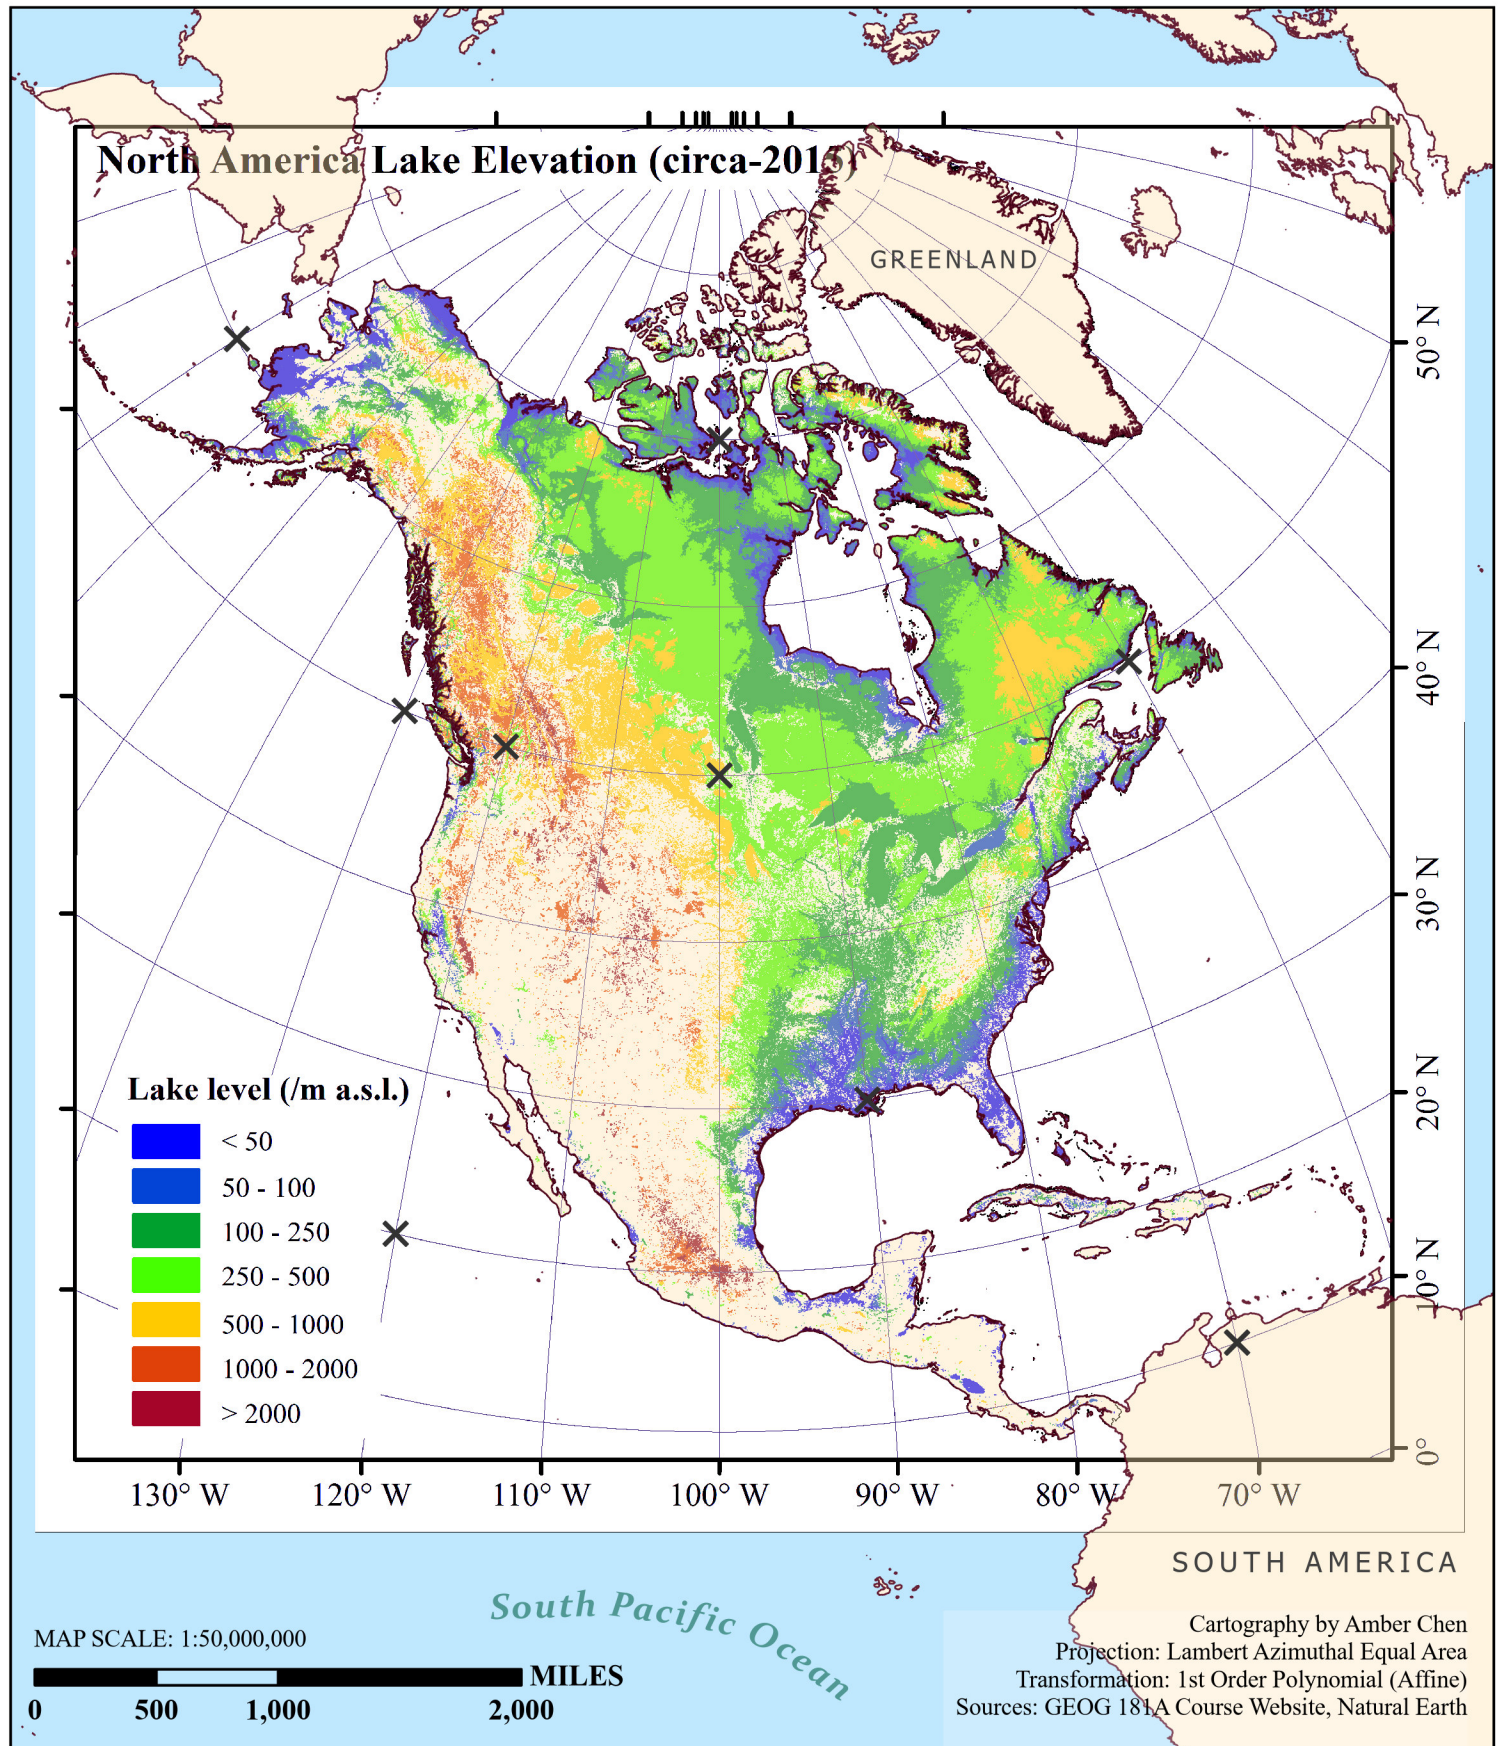 North America Lake Elevation (circa-2015)
GREENLAND
50° N
40° N
30° N
20° N
10° N
0°
Lake level (/m a.s.l.)
< 50
50 - 100
100 - 250
250 - 500
500 - 1000
1000 - 2000
> 2000
130° W
120° W
110° W
100° W
90° W
80° W
70° W
SOUTH AMERICA
South Pacific Ocean
MAP SCALE: 1:50,000,000
MILES
0
500
1,000
2,000
Cartography by Amber Chen
Projection: Lambert Azimuthal Equal Area
Transformation: 1st Order Polynomial (Affine)
Sources: GEOG 181A Course Website, Natural Earth